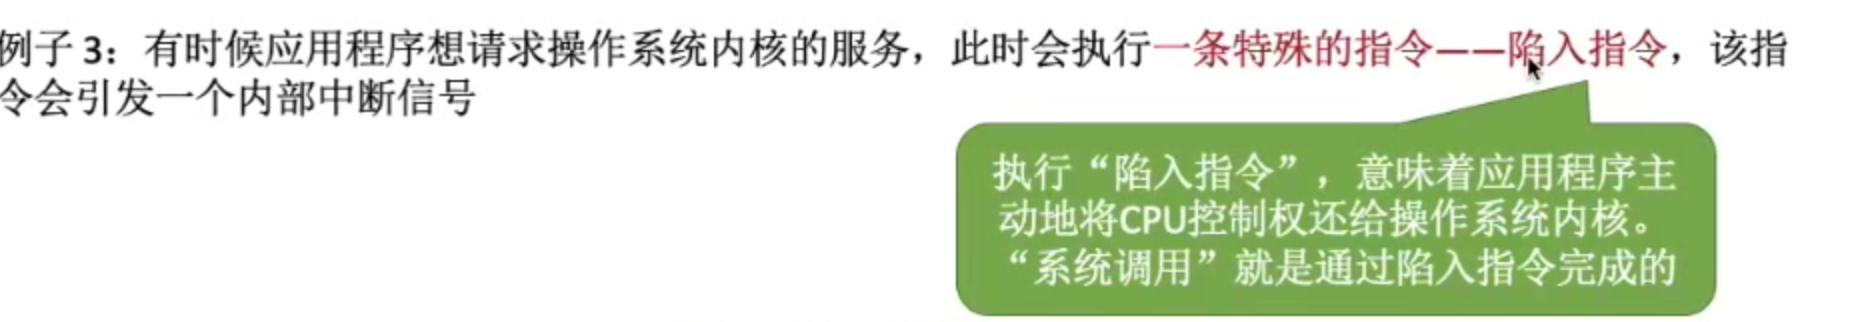 例子 3：有时候应用程序想请求操作系统内核的服务，此时会执行一条特殊的指令——陷入指令，该指
令会引发一个内部中断信号
执行“陷入指令”，意味着应用程序主
动地将CPU控制权还给操作系统内核。
“系统调用”就是通过陷入指令完成的